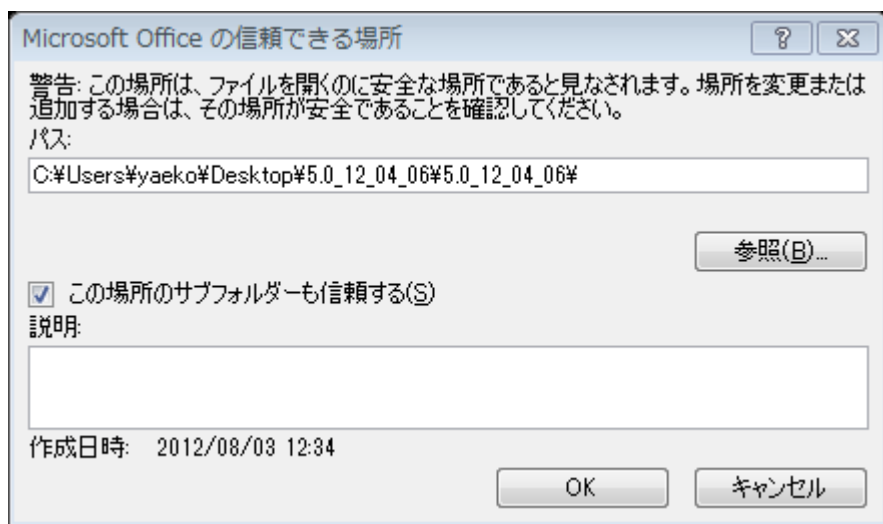 Microsoft Office の信頼できる場所
警告: この場所は、ファイルを開くのに安全な場所であると見なされます。場所を変更または
追加する場合は、その場所が安全であることを確認してください。
パス:
C:¥Users¥yaeko¥Desktop¥5.0_12_04_06¥5.0_12_04_06¥
参照(B)...
この場所のサブフォルダーも信頼する(S)
説明:
作成日時: 2012/08/03 12:34
OK キャンセル